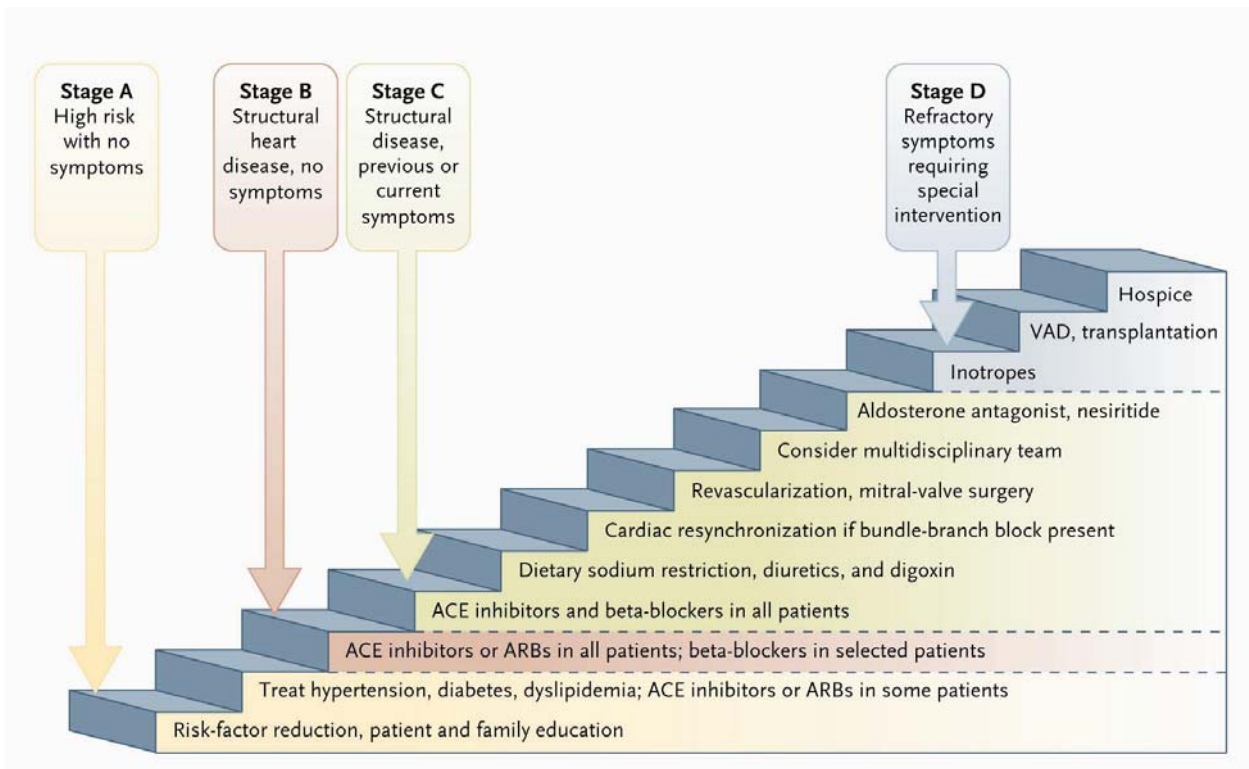 Stage A
High risk
with no
symptoms
Stage B
Structural
heart
disease, no
symptoms
Stage C
Structural
disease,
previous or
current
symptoms
Stage D
Refractory
symptoms
requiring
special
intervention
Hospice
VAD, transplantation
Inotropes
Aldosterone antagonist, nesiritide
Consider multidisciplinary team
Revascularization, mitral-valve surgery
Cardiac resynchronization if bundle-branch block present
Dietary sodium restriction, diuretics, and digoxin
ACE inhibitors and beta-blockers in all patients
ACE inhibitors or ARBs in all patients; beta-blockers in selected patients
Treat hypertension, diabetes, dyslipidemia; ACE inhibitors or ARBs in some patients
Risk-factor reduction, patient and family education